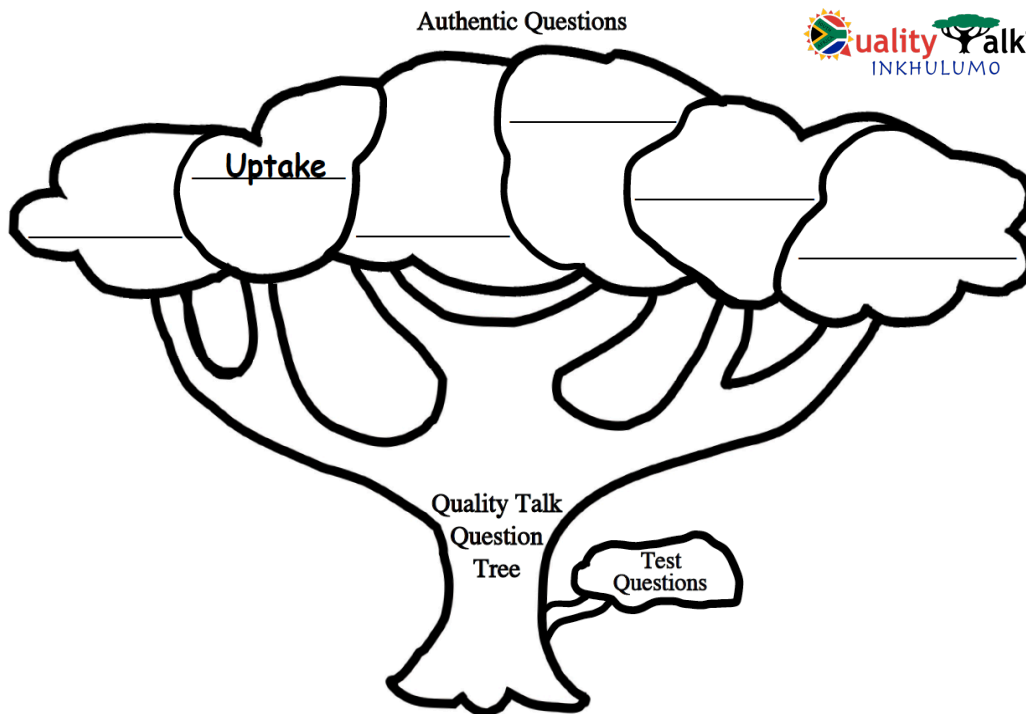 Authentic Questions
Quality Talk
INKHULUMO
Uptake
Quality Talk
Question
Tree
Test
Questions